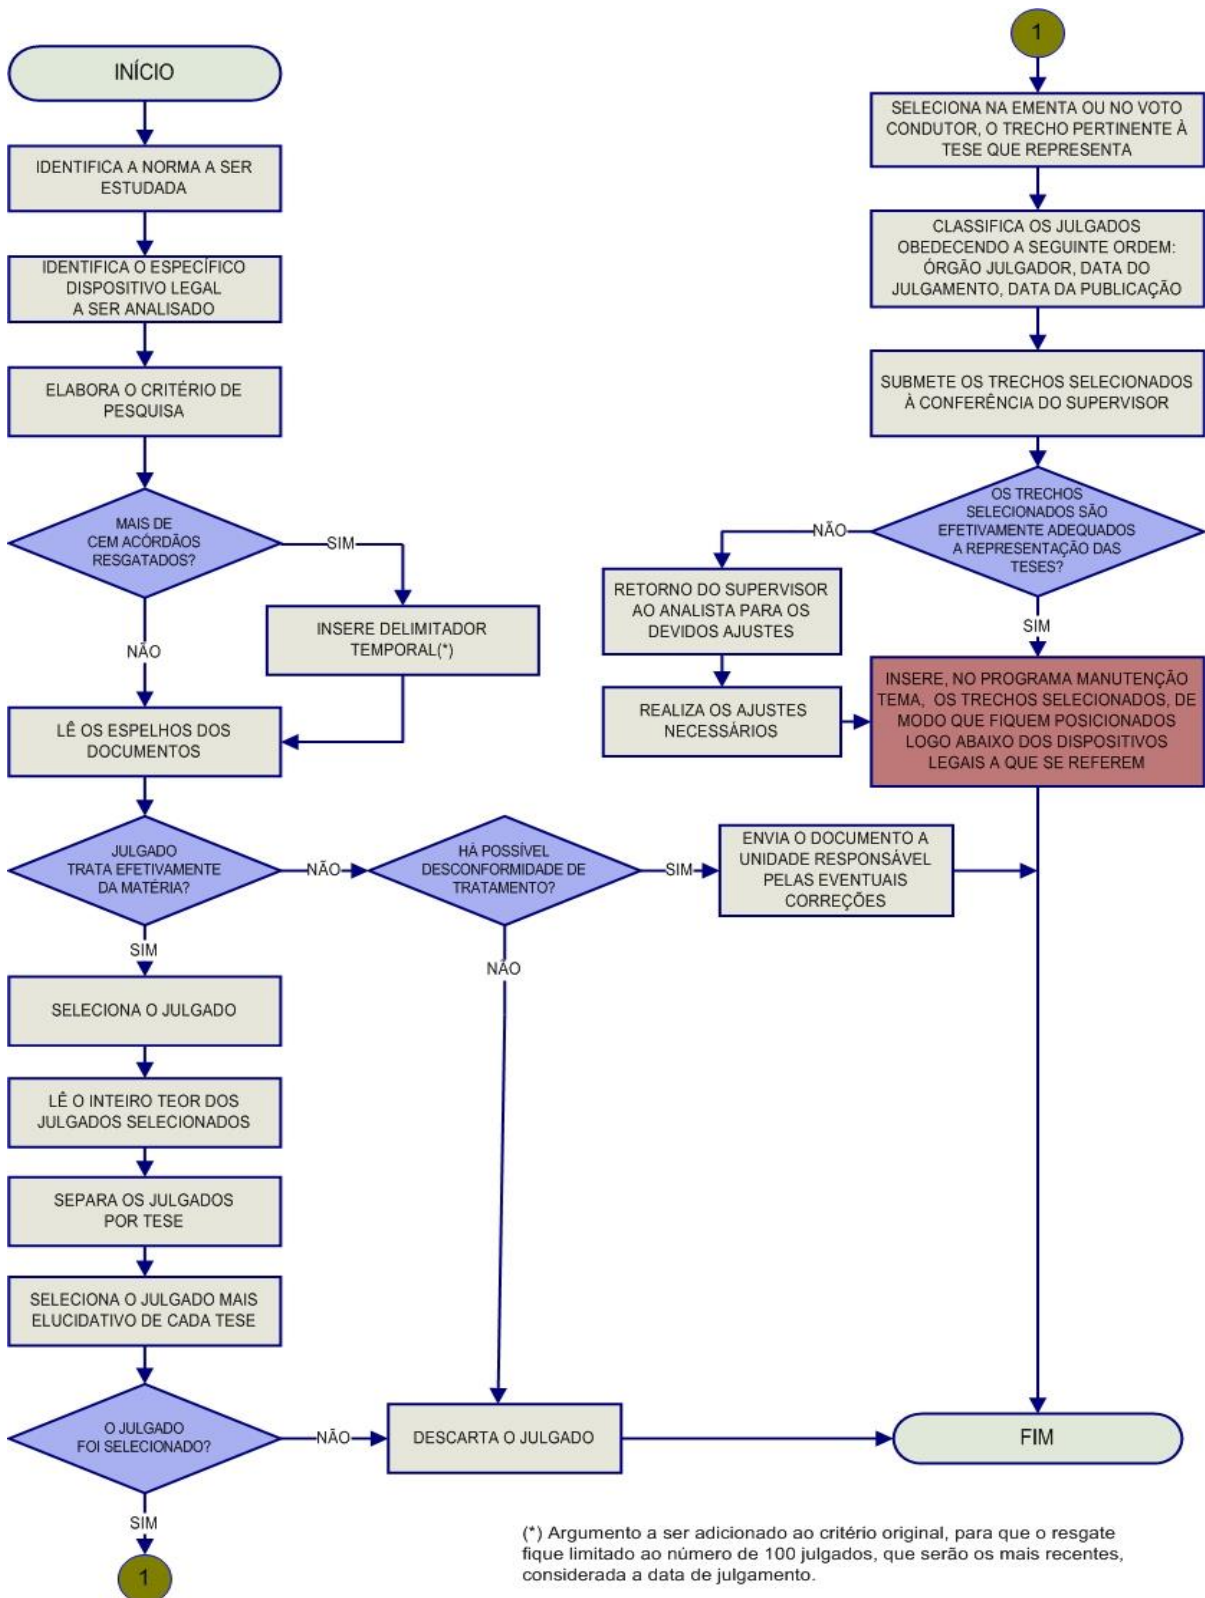 INÍCIO
IDENTIFICA A NORMA A SER
ESTUDADA
IDENTIFICA O ESPECÍFICO
DISPOSITIVO LEGAL
A SER ANALISADO
ELABORA O CRITÉRIO DE
PESQUISA
MAIS DE
CEM ACÓRDÃOS
RESGATADOS?
SIM
INSERE DELIMITADOR
TEMPORAL(*)
NÃO
LÊ OS ESPELHOS DOS
DOCUMENTOS
JULGADO
TRATA EFETIVAMENTE
DA MATÉRIA?
NÃO
HÁ POSSÍVEL
DESCONFORMIDADE DE
TRATAMENTO?
SIM
ENVIA O DOCUMENTO A
UNIDADE RESPONSÁVEL
PELAS EVENTUAIS
CORREÇÕES
NÃO
SIM
SELECIONA O JULGADO
LÊ O INTEIRO TEOR DOS
JULGADOS SELECIONADOS
SEPARA OS JULGADOS
POR TESE
SELECIONA O JULGADO MAIS
ELUCIDATIVO DE CADA TESE
O JULGADO
FOI SELECIONADO?
NÃO
DESCARTA O JULGADO
SIM
1
1
SELECIONA NA EMENTA OU NO VOTO
CONDUTOR, O TRECHO PERTINENTE À
TESE QUE REPRESENTA
CLASSIFICA OS JULGADOS
OBEDECENDO A SEGUINTE ORDEM:
ÓRGÃO JULGADOR, DATA DO
JULGAMENTO, DATA DA PUBLICAÇÃO
SUBMETE OS TRECHOS SELECIONADOS
À CONFERÊNCIA DO SUPERVISOR
OS TRECHOS
SELECIONADOS SÃO
EFETIVAMENTE ADEQUADOS
A REPRESENTAÇÃO DAS
TESES?
NÃO
RETORNO DO SUPERVISOR
AO ANALISTA PARA OS
DEVIDOS AJUSTES
REALIZA OS AJUSTES
NECESSÁRIOS
SIM
INSERE, NO PROGRAMA MANUTENÇÃO
TEMA, OS TRECHOS SELECIONADOS, DE
MODO QUE FIQUEM POSICIONADOS
LOGO ABAIXO DOS DISPOSITIVOS
LEGAIS A QUE SE REFEREM
FIM
(*) Argumento a ser adicionado ao critério original, para que o resgate
fique limitado ao número de 100 julgados, que serão os mais recentes,
considerada a data de julgamento.